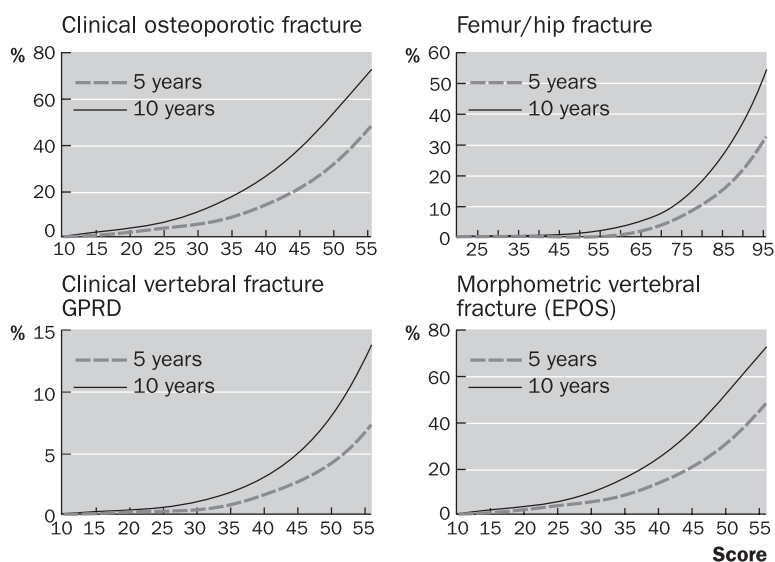 Clinical osteoporotic fracture
% 80
60
40
20
0
5 years
10 years
10 15 20 25 30 35 40 45 50 55
Femur/hip fracture
% 60
50
40
30
20
10
0
5 years
10 years
25 35 45 55 65 75 85 95
Clinical vertebral fracture
GPRD
% 15
10
5
0
5 years
10 years
10 15 20 25 30 35 40 45 50 55
Morphometric vertebral
fracture (EPOS)
% 80
60
40
20
0
5 years
10 years
10 15 20 25 30 35 40 45 50 55
Score